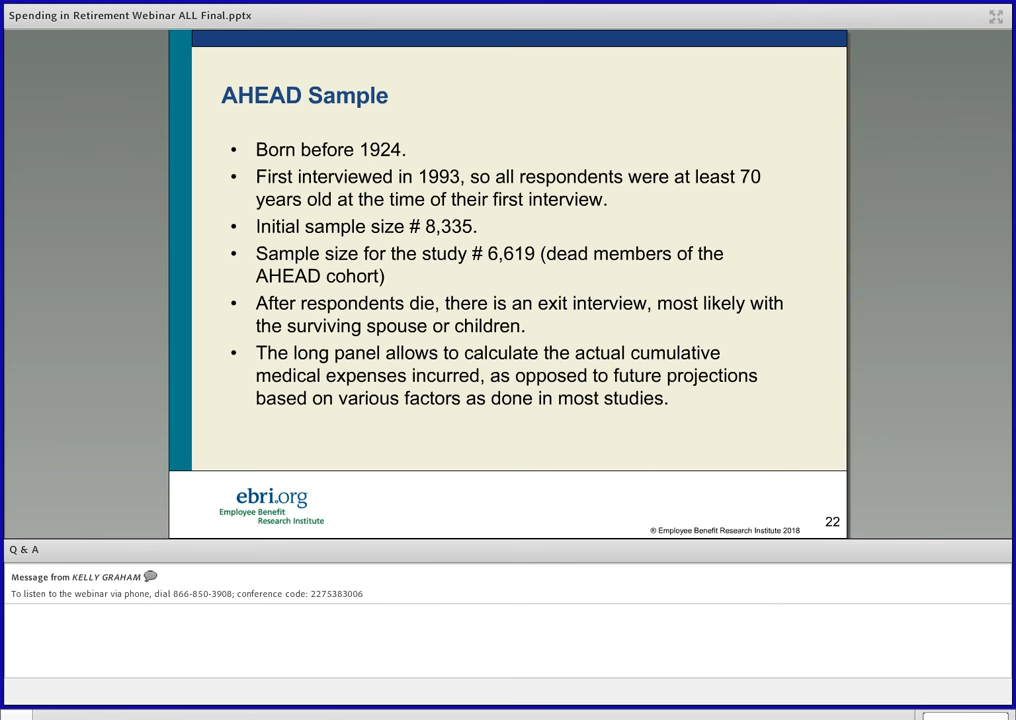 Spending in Retirement Webinar ALL Final.pptx
AHEAD Sample
• Born before 1924.
• First interviewed in 1993, so all respondents were at least 70
years old at the time of their first interview.
• Initial sample size # 8,335.
• Sample size for the study # 6,619 (dead members of the
AHEAD cohort)
• After respondents die, there is an exit interview, most likely with
the surviving spouse or children.
• The long panel allows to calculate the actual cumulative
medical expenses incurred, as opposed to future projections
based on various factors as done in most studies.
ebri.org
Employee Benefit
Research Institute
® Employee Benefit Research Institute 2018
22
Q & A
Message from KELLY GRAHAM
To listen to the webinar via phone, dial 866-850-3908; conference code: 2275383006